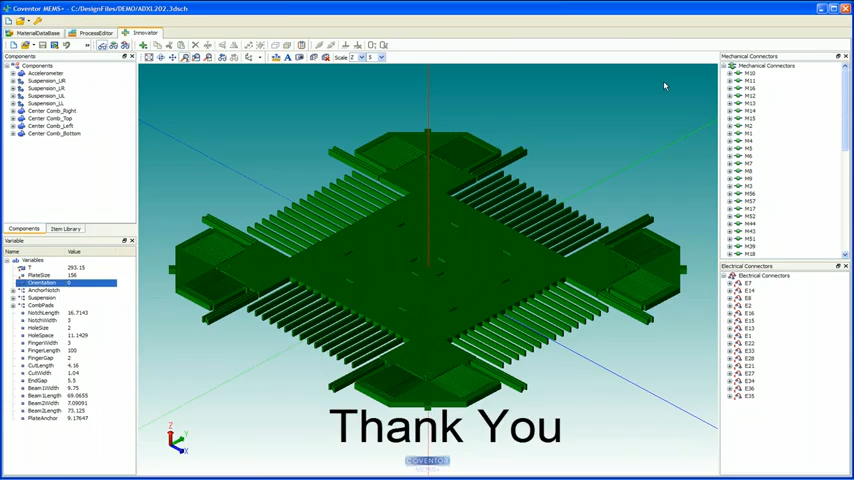 Coventor MEMS+: C:/DesignFiles/DEMO/ADXL202.3dsch
MaterialDataBase
ProcessEditor
Innovator
Scale
Z
5
Components
Components
Accelerometer
Suspension_UR
Suspension_LR
Suspension_UL
Suspension_LL
Center Comb_Right
Center Comb_Top
Center Comb_Left
Center Comb_Bottom
Components
Item Library
Variable
Name Value
Variables
T 293.15
PlateSize 156
Orientation 0
AnchorNotch
Suspension
CombPads
NotchLength 16.7143
NotchWidth 3
HoleSize 2
HoleSpace 11.1429
FingerWidth 3
FingerLength 100
FingerGap 2
CutLength 4.16
CutWidth 1.04
EndGap 5.5
Beam1Width 9.75
Beam1Length 69.0655
Beam2Width 7.09091
Beam2Length 73.125
PlateAnchor 9.17647
Z
Y
X
Thank You
COVENTOR
MEMS+
Mechanical Connectors
Mechanical Connectors
M10
M11
M16
M12
M13
M14
M15
M2
M1
M4
M5
M6
M7
M8
M9
M3
M56
M57
M17
M52
M44
M43
M51
M39
M18
Electrical Connectors
Electrical Connectors
E7
E14
E8
E2
E16
E15
E13
E1
E22
E33
E28
E21
E27
E34
E36
E35